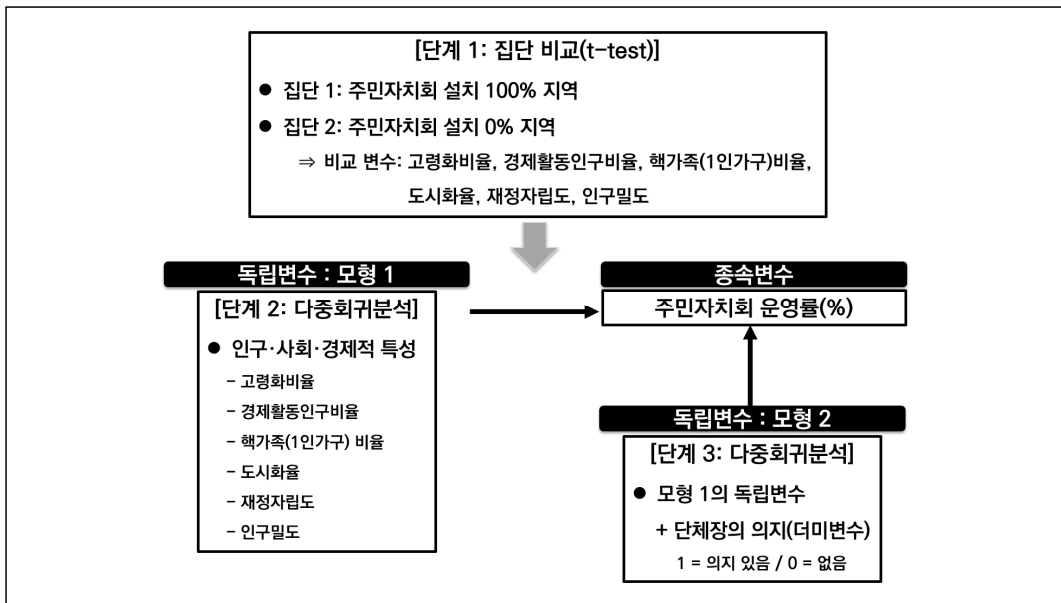 [단계 1: 집단 비교(t-test)]
● 집단 1: 주민자치회 설치 100% 지역
● 집단 2: 주민자치회 설치 0% 지역
⇒ 비교 변수: 고령화비율, 경제활동인구비율, 핵가족(1인가구)비율,
도시화율, 재정자립도, 인구밀도
독립변수 : 모형 1
[단계 2: 다중회귀분석]
● 인구·사회·경제적 특성
- 고령화비율
- 경제활동인구비율
- 핵가족(1인가구) 비율
- 도시화율
- 재정자립도
- 인구밀도
종속변수
주민자치회 운영률(%)
독립변수 : 모형 2
[단계 3: 다중회귀분석]
● 모형 1의 독립변수
+ 단체장의 의지(더미변수)
1 = 의지 있음 / 0 = 없음